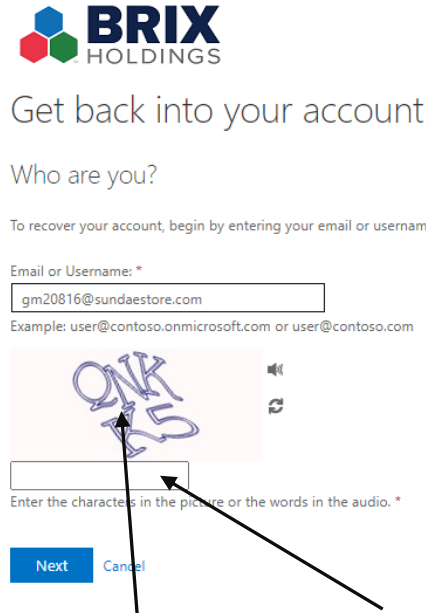 BRIX
HOLDINGS
Get back into your account
Who are you?
To recover your account, begin by entering your email or usernam
Email or Username: *
gm20816@sundaestore.com
Example: user@contoso.onmicrosoft.com or user@contoso.com
QNK
K5
Enter the characters in the picture or the words in the audio. *
Next Cancel